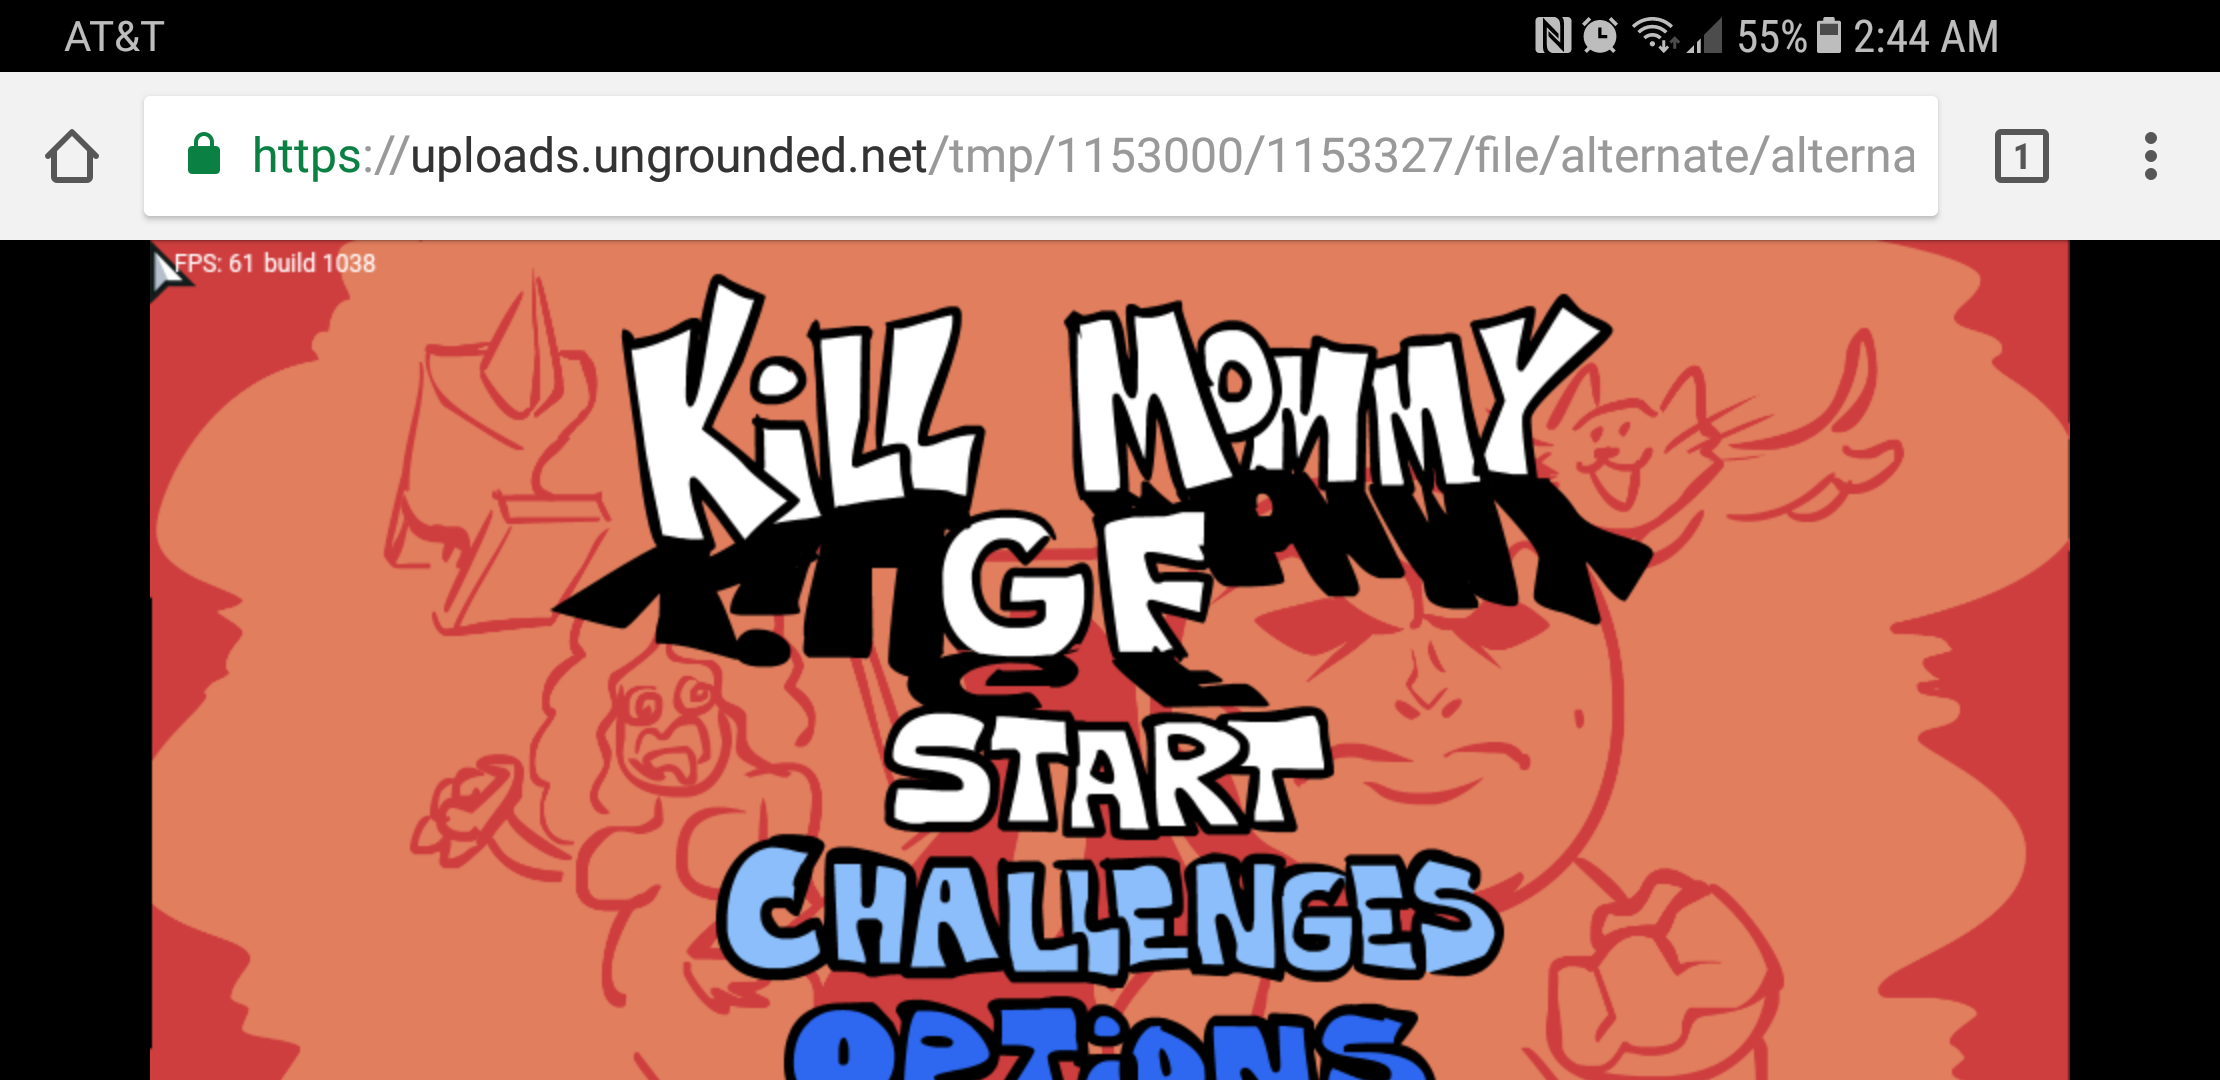 AT&T 55% 2:44 AM
https://uploads.ungrounded.net/tmp/1153000/1153327/file/alternate/alterna 1
FPS: 61 build 1038
KiLL MOMMY
GF
START
CHALLENGES
OPTiONS